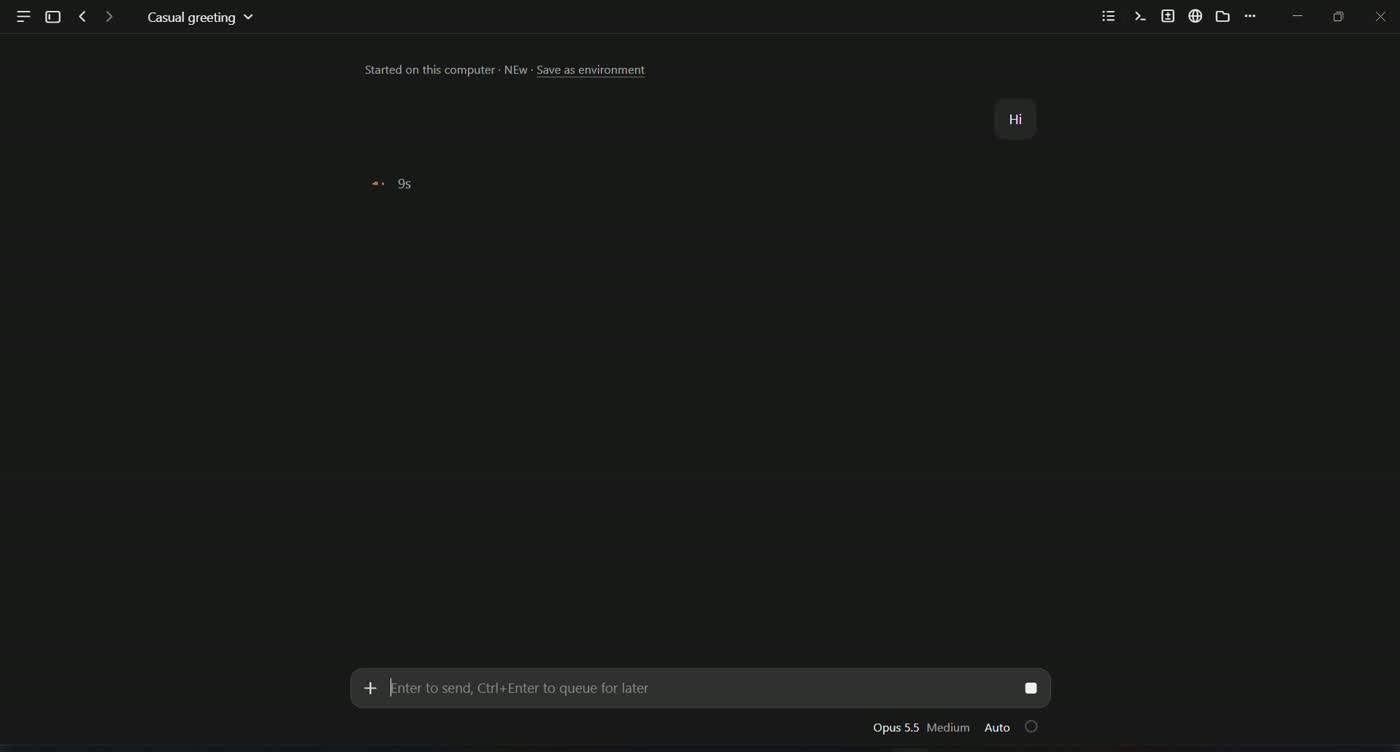 Casual greeting
Started on this computer · NEw · Save as environment
Hi
9s
Enter to send, Ctrl+Enter to queue for later
Opus 5.5 Medium Auto